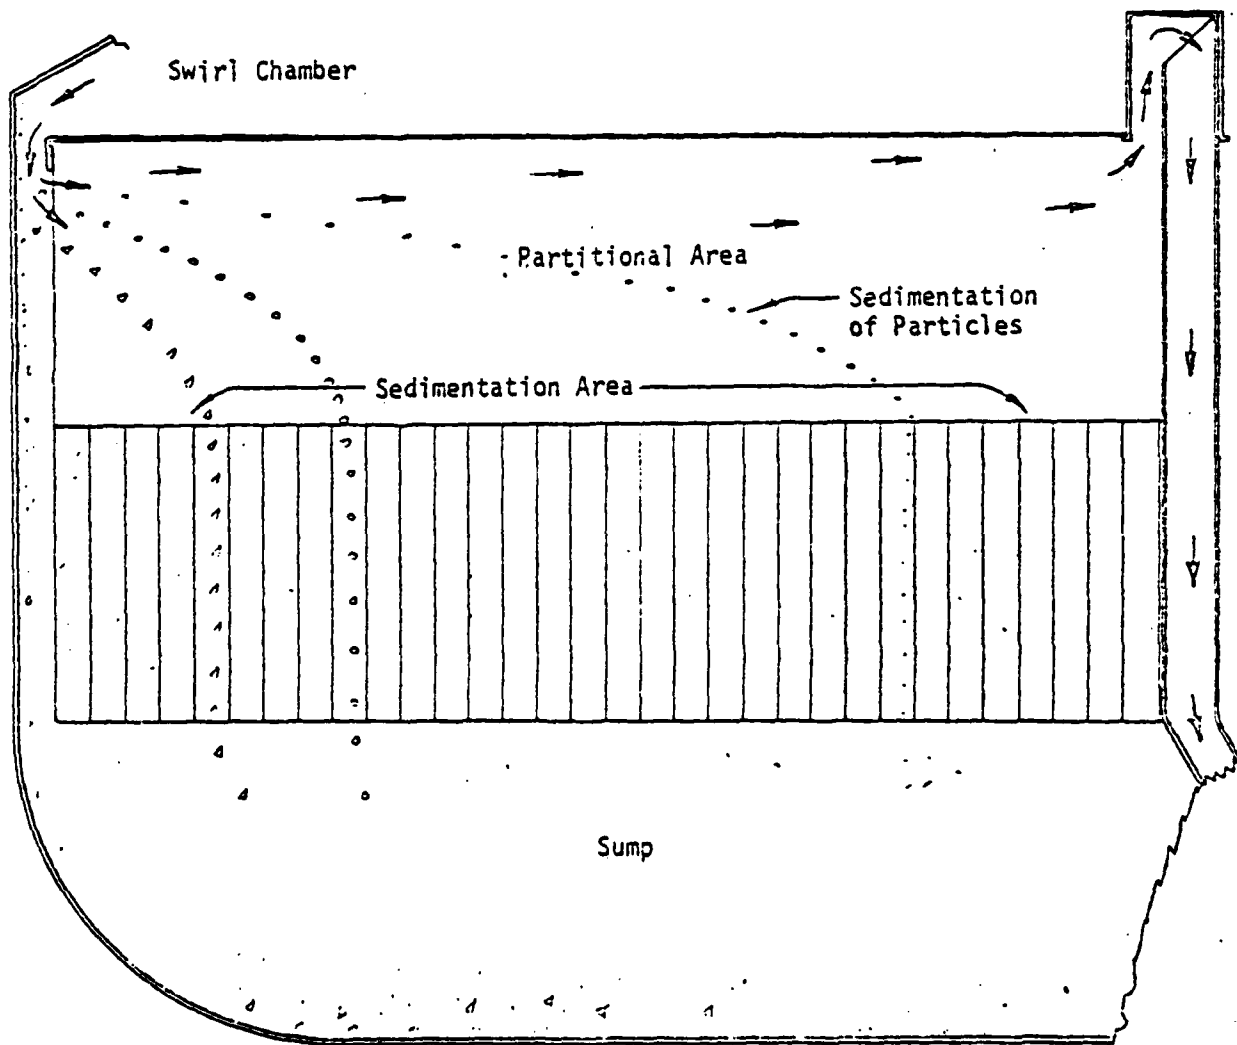 Swirl Chamber
Partitional Area
Sedimentation
of Particles
Sedimentation Area
Sump